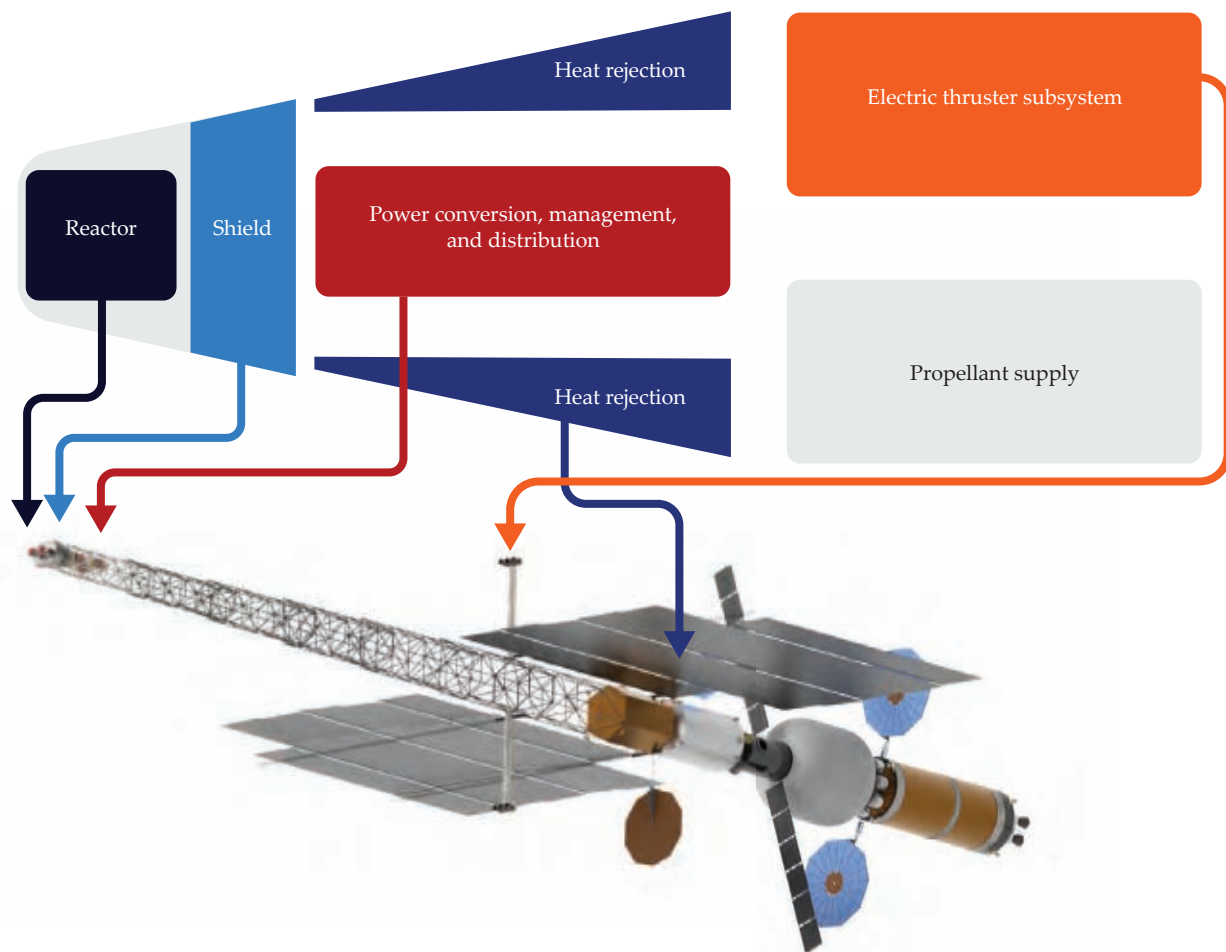 Heat rejection
Electric thruster subsystem
Reactor
Shield
Power conversion, management,
and distribution
Propellant supply
Heat rejection